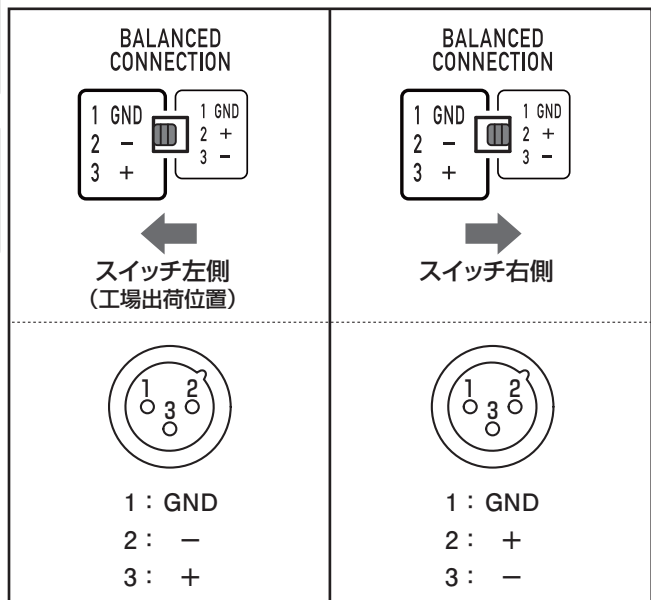 BALANCED
CONNECTION
1 GND
2 −
3 +
1 GND
2 +
3 −
スイッチ左側
（工場出荷位置）
1 2
3
1：GND
2：−
3：+
BALANCED
CONNECTION
1 GND
2 −
3 +
1 GND
2 +
3 −
スイッチ右側
1 2
3
1：GND
2：+
3：−